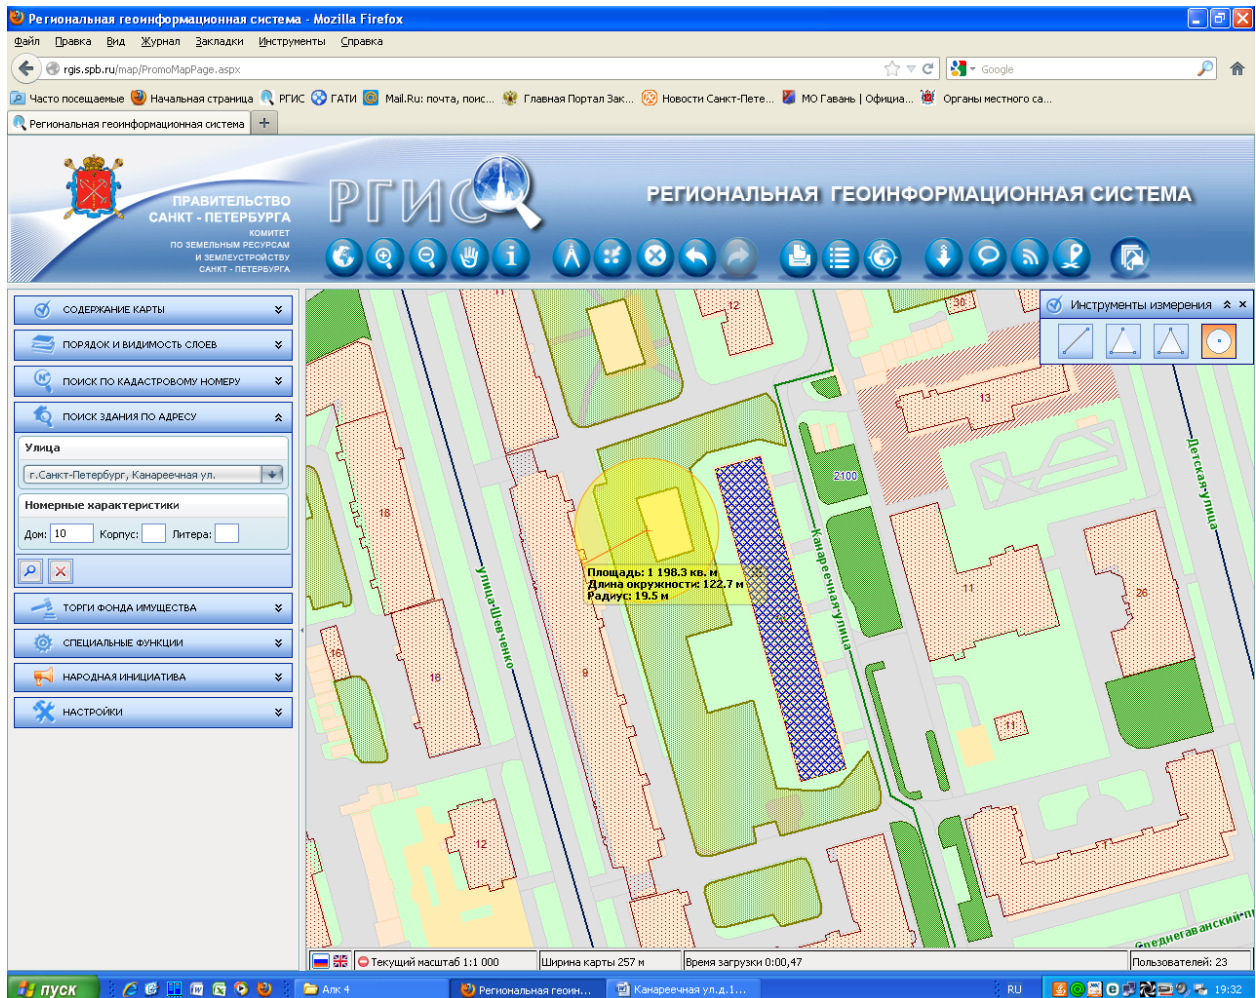 Региональная геоинформационная система - Mozilla Firefox
Файл Правка Вид Журнал Закладки Инструменты Справка
rgis.spb.ru/map/PromoMapPage.aspx
Google
Часто посещаемые Начальная страница РГИС ГАТИ Mail.Ru: почта, поис... Главная Портал Зак... Новости Санкт-Пете... МО Гавань | Официа... Органы местного са...
Региональная геоинформационная система +
ПРАВИТЕЛЬСТВО
САНКТ - ПЕТЕРБУРГА
КОМИТЕТ
ПО ЗЕМЕЛЬНЫМ РЕСУРСАМ
И ЗЕМЛЕУСТРОЙСТВУ
САНКТ - ПЕТЕРБУРГА
РГИС
РЕГИОНАЛЬНАЯ ГЕОИНФОРМАЦИОННАЯ СИСТЕМА
СОДЕРЖАНИЕ КАРТЫ
ПОРЯДОК И ВИДИМОСТЬ СЛОЕВ
ПОИСК ПО КАДАСТРОВОМУ НОМЕРУ
ПОИСК ЗДАНИЯ ПО АДРЕСУ
Улица
г.Санкт-Петербург, Канареечная ул.
Номерные характеристики
Дом: 10 Корпус: Литера:
ТОРГИ ФОНДА ИМУЩЕСТВА
СПЕЦИАЛЬНЫЕ ФУНКЦИИ
НАРОДНАЯ ИНИЦИАТИВА
НАСТРОЙКИ
Инструменты измерения
11
12
30
13
18
2100
Детская улица
Канареечная улица
улица Шевченко
Площадь: 1 198.3 кв. м
Длина окружности: 122.7 м
Радиус: 19.5 м
11
26
16
18
9
11
12
Среднегаванский п
Текущий масштаб 1:1 000
Ширина карты 257 м
Время загрузки 0:00,47
Пользователей: 23
пуск
Алк 4
Региональная геоин...
Канареечная ул.д.1...
RU
19:32